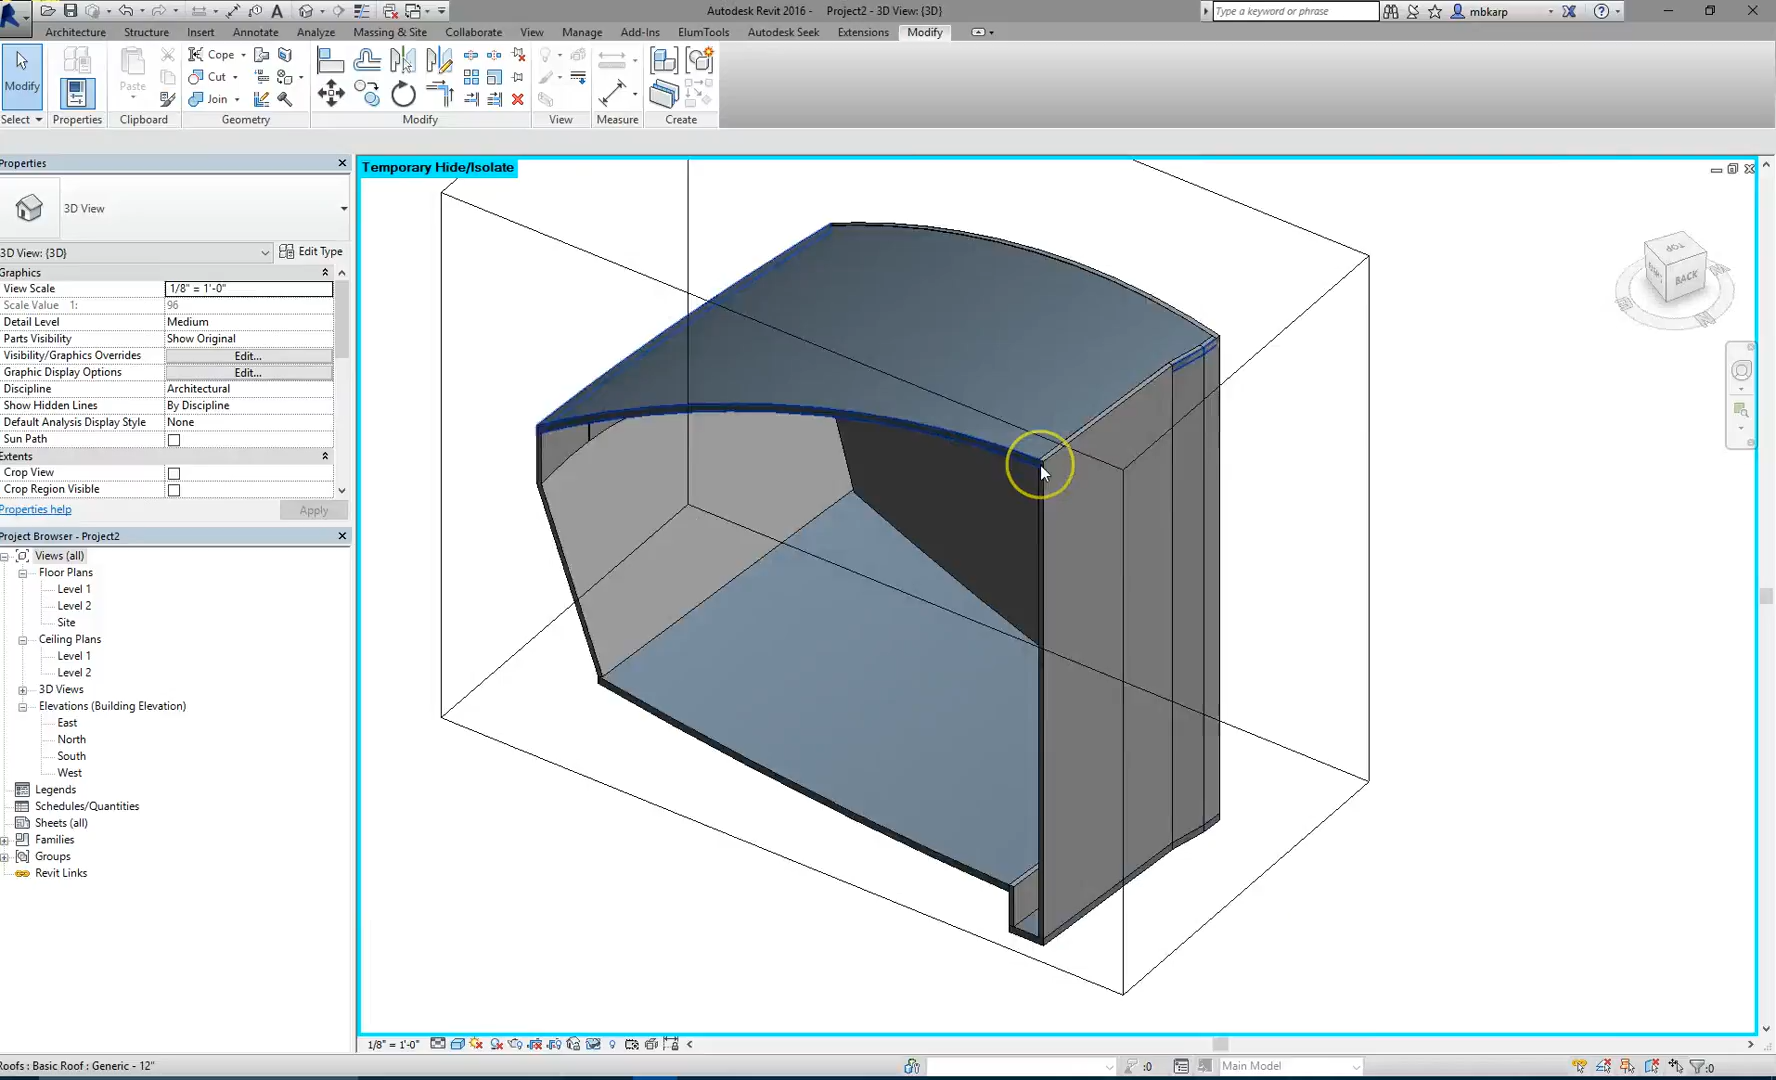 Autodesk Revit 2016 - Project2 - 3D View: {3D}
Type a keyword or phrase
mbkarp
Architecture Structure Insert Annotate Analyze Massing & Site Collaborate View Manage Add-Ins ElumTools Autodesk Seek Extensions Modify
Modify
Paste
Cope
Cut
Join
Select Properties Clipboard Geometry Modify View Measure Create
Properties
3D View
3D View: {3D}
Edit Type
Graphics
View Scale 1/8" = 1'-0"
Scale Value 1: 96
Detail Level Medium
Parts Visibility Show Original
Visibility/Graphics Overrides Edit...
Graphic Display Options Edit...
Discipline Architectural
Show Hidden Lines By Discipline
Default Analysis Display Style None
Sun Path
Extents
Crop View
Crop Region Visible
Properties help
Apply
Project Browser - Project2
Views (all)
Floor Plans
Level 1
Level 2
Site
Ceiling Plans
Level 1
Level 2
3D Views
Elevations (Building Elevation)
East
North
South
West
Legends
Schedules/Quantities
Sheets (all)
Families
Groups
Revit Links
Temporary Hide/Isolate
TOP
BACK
1/8" = 1'-0"
Roofs : Basic Roof : Generic - 12"
:0
Main Model
:0